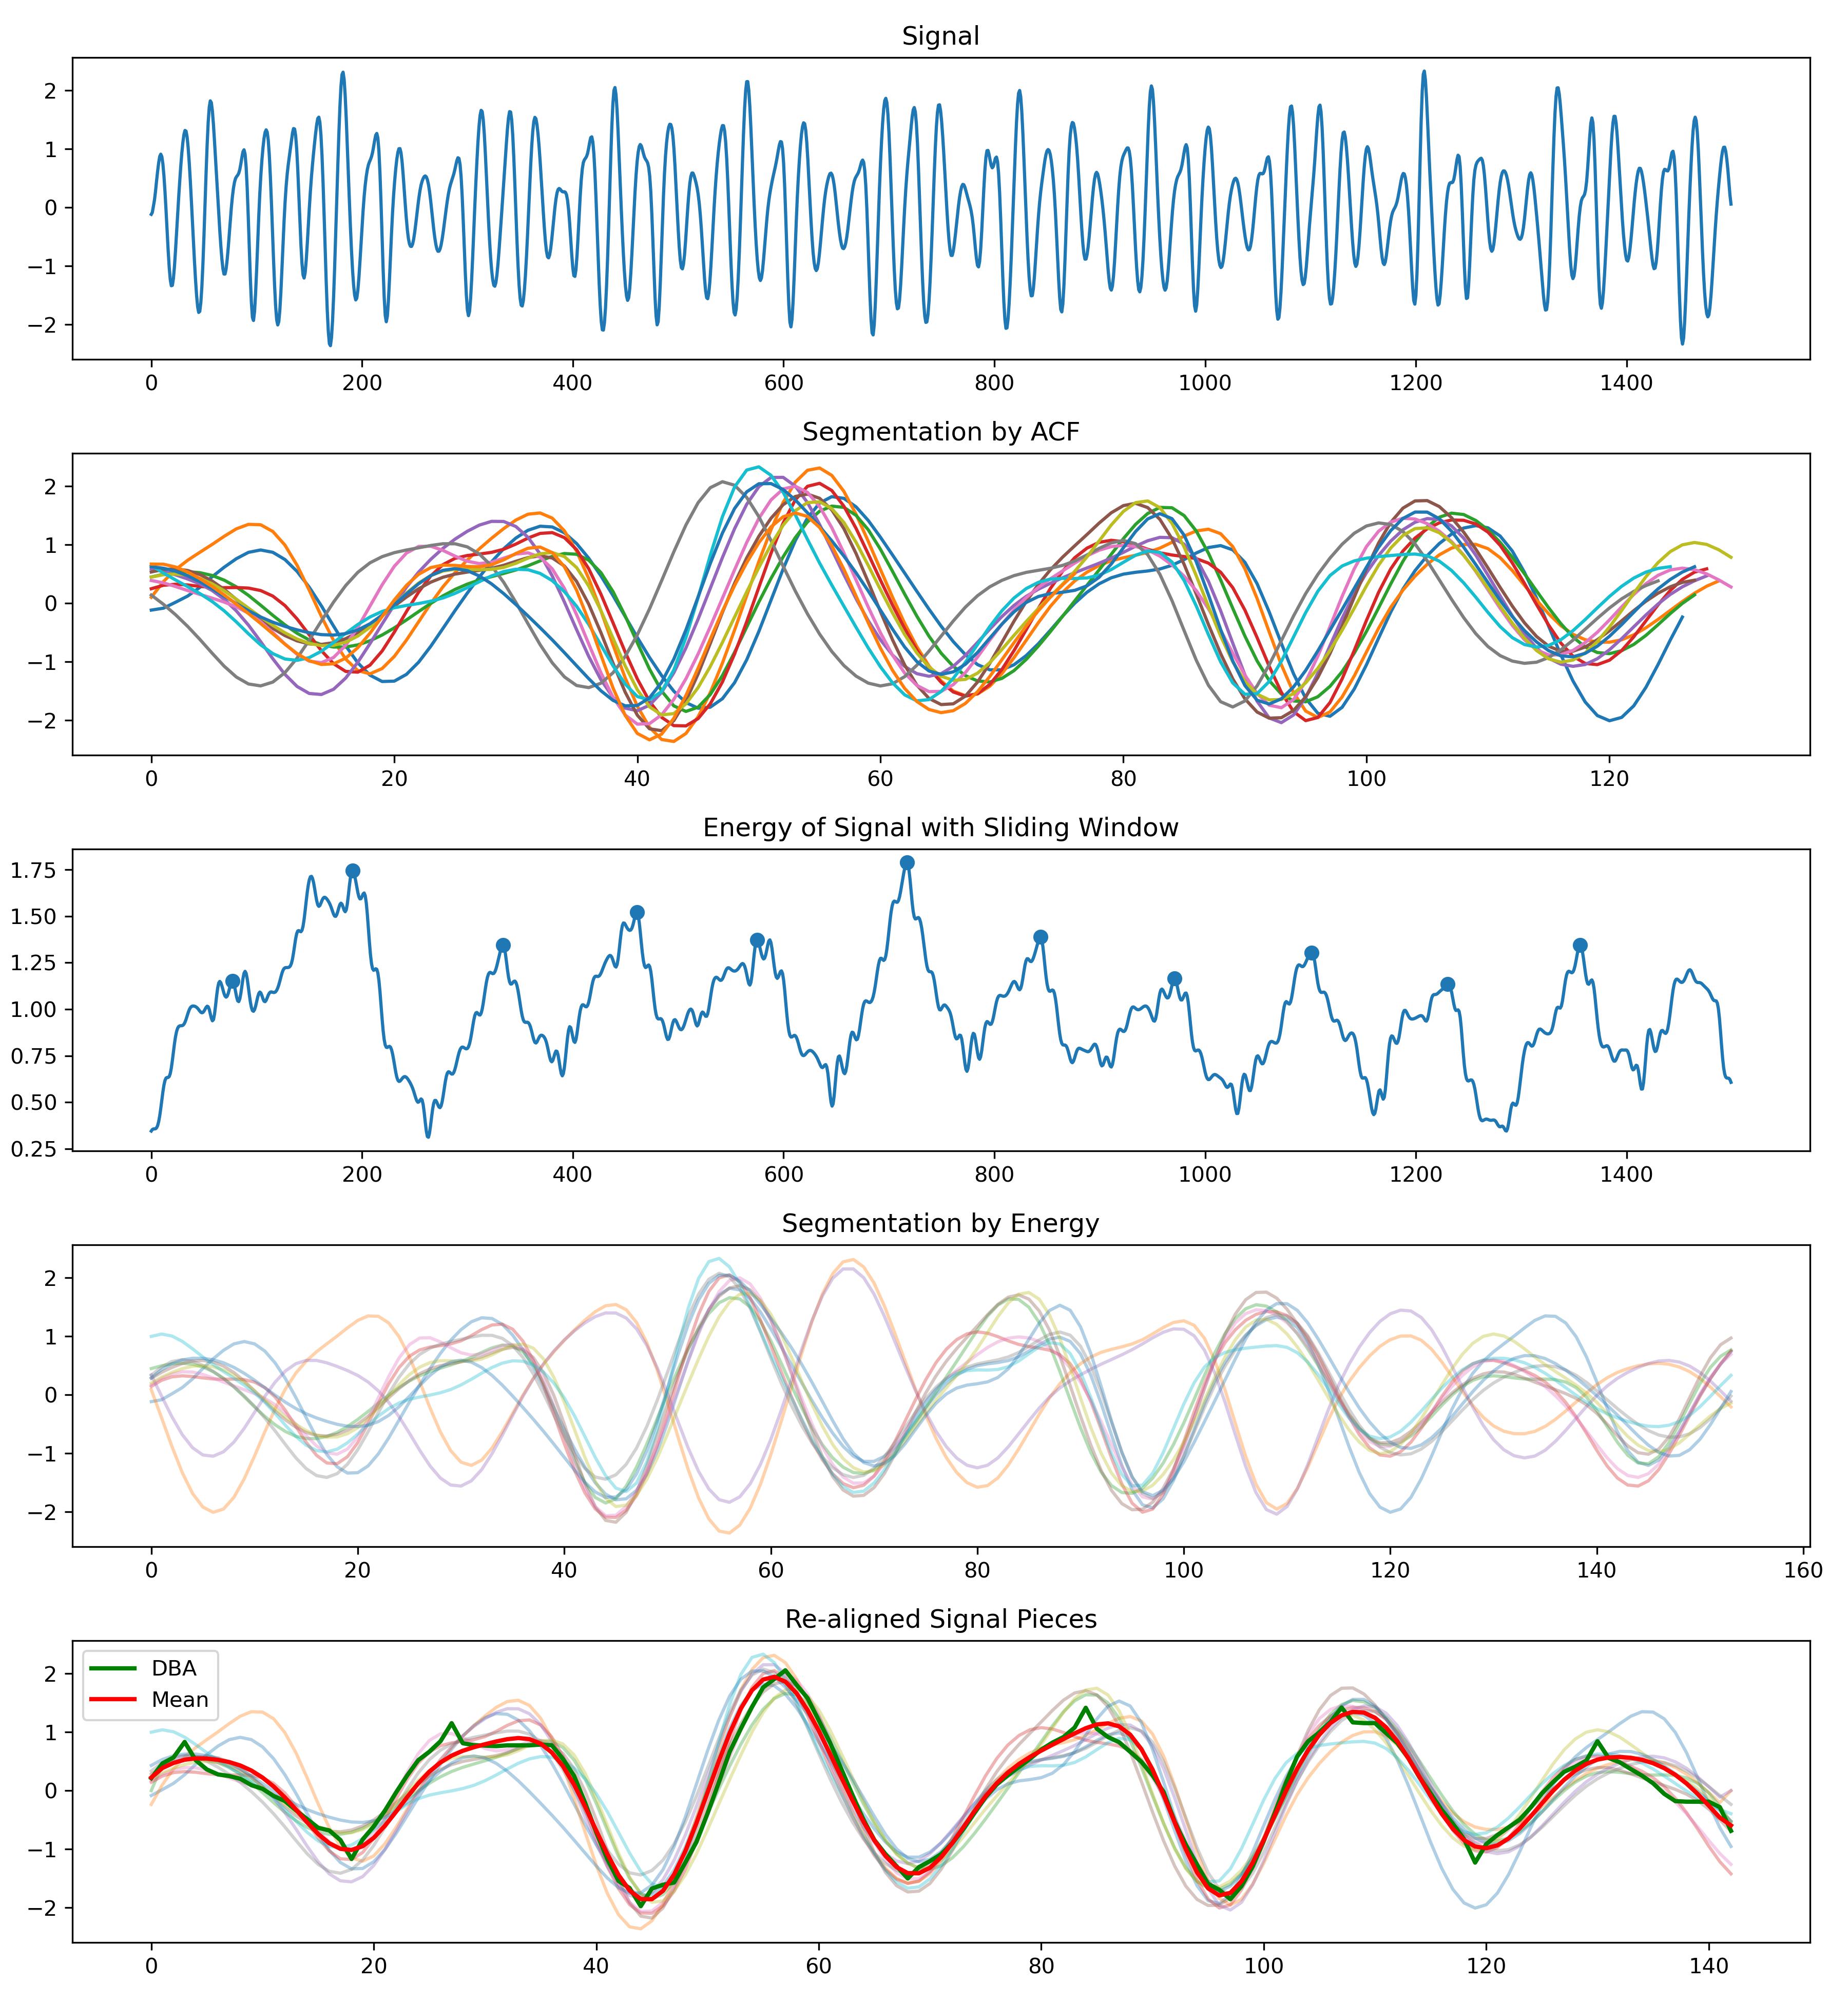 Signal
2
1
0
−1
−2
0 200 400 600 800 1000 1200 1400
Segmentation by ACF
2
1
0
−1
−2
0 20 40 60 80 100 120
Energy of Signal with Sliding Window
1.75
1.50
1.25
1.00
0.75
0.50
0.25
0 200 400 600 800 1000 1200 1400
Segmentation by Energy
2
1
0
−1
−2
0 20 40 60 80 100 120 140 160
Re-aligned Signal Pieces
DBA
Mean
2
1
0
−1
−2
0 20 40 60 80 100 120 140